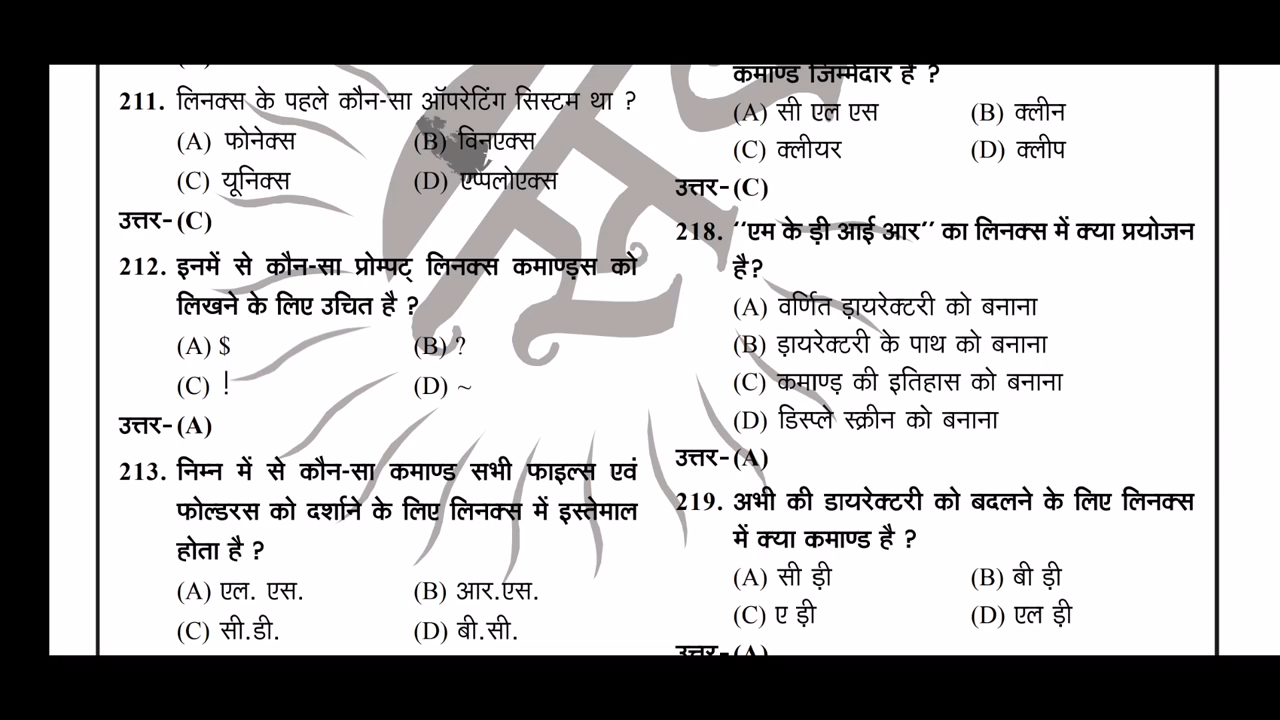 211. लिनक्स के पहले कौन-सा ऑपरेटिंग सिस्टम था ?
(A) फोनेक्स (B) विनएक्स
(C) यूनिक्स (D) एप्पलोएक्स
उत्तर-(C)
212. इनमें से कौन-सा प्रोम्पट् लिनक्स कमाण्ड्स को
लिखने के लिए उचित है ?
(A) $ (B) ?
(C) ! (D) ~
उत्तर-(A)
213. निम्न में से कौन-सा कमाण्ड सभी फाइल्स एवं
फोल्डरस को दर्शाने के लिए लिनक्स में इस्तेमाल
होता है ?
(A) एल. एस. (B) आर.एस.
(C) सी.डी. (D) बी.सी.
कमाण्ड जिम्मेदार है ?
(A) सी एल एस (B) क्लीन
(C) क्लीयर (D) क्लीप
उत्तर-(C)
218. ‘‘एम के ड़ी आई आर’’ का लिनक्स में क्या प्रयोजन
है?
(A) वर्णित ड़ायरेक्टरी को बनाना
(B) ड़ायरेक्टरी के पाथ को बनाना
(C) कमाण्ड़ की इतिहास को बनाना
(D) डिस्प्ले स्क्रीन को बनाना
उत्तर-(A)
219. अभी की डायरेक्टरी को बदलने के लिए लिनक्स
में क्या कमाण्ड है ?
(A) सी ड़ी (B) बी ड़ी
(C) ए ड़ी (D) एल ड़ी
उत्तर-(A)